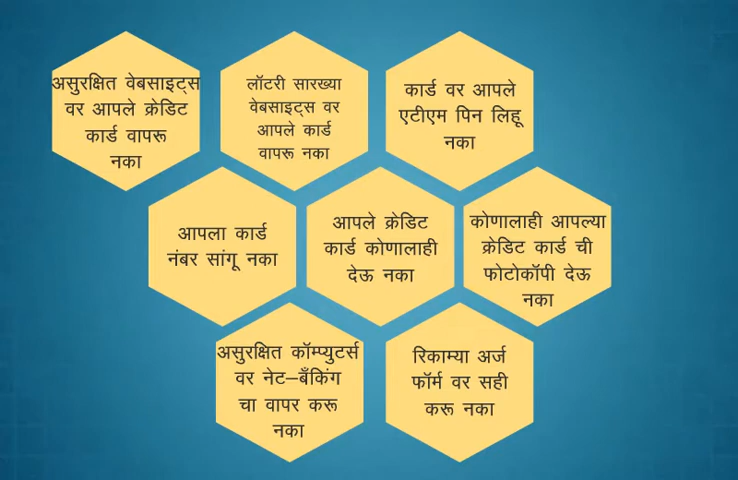 असुरक्षित वेबसाइट्स
वर आपले क्रेडिट
कार्ड वापरू
नका
लॉटरी सारख्या
वेबसाइट्स वर
आपले कार्ड
वापरू नका
कार्ड वर आपले
एटीएम पिन लिहू
नका
आपला कार्ड
नंबर सांगू नका
आपले क्रेडिट
कार्ड कोणालाही
देऊ नका
कोणालाही आपल्या
क्रेडिट कार्ड ची
फोटोकॉपी देऊ
नका
असुरक्षित कॉम्प्युटर्स
वर नेट–बँकिंग
चा वापर करू
नका
रिकाम्या अर्ज
फॉर्म वर सही
करू नका